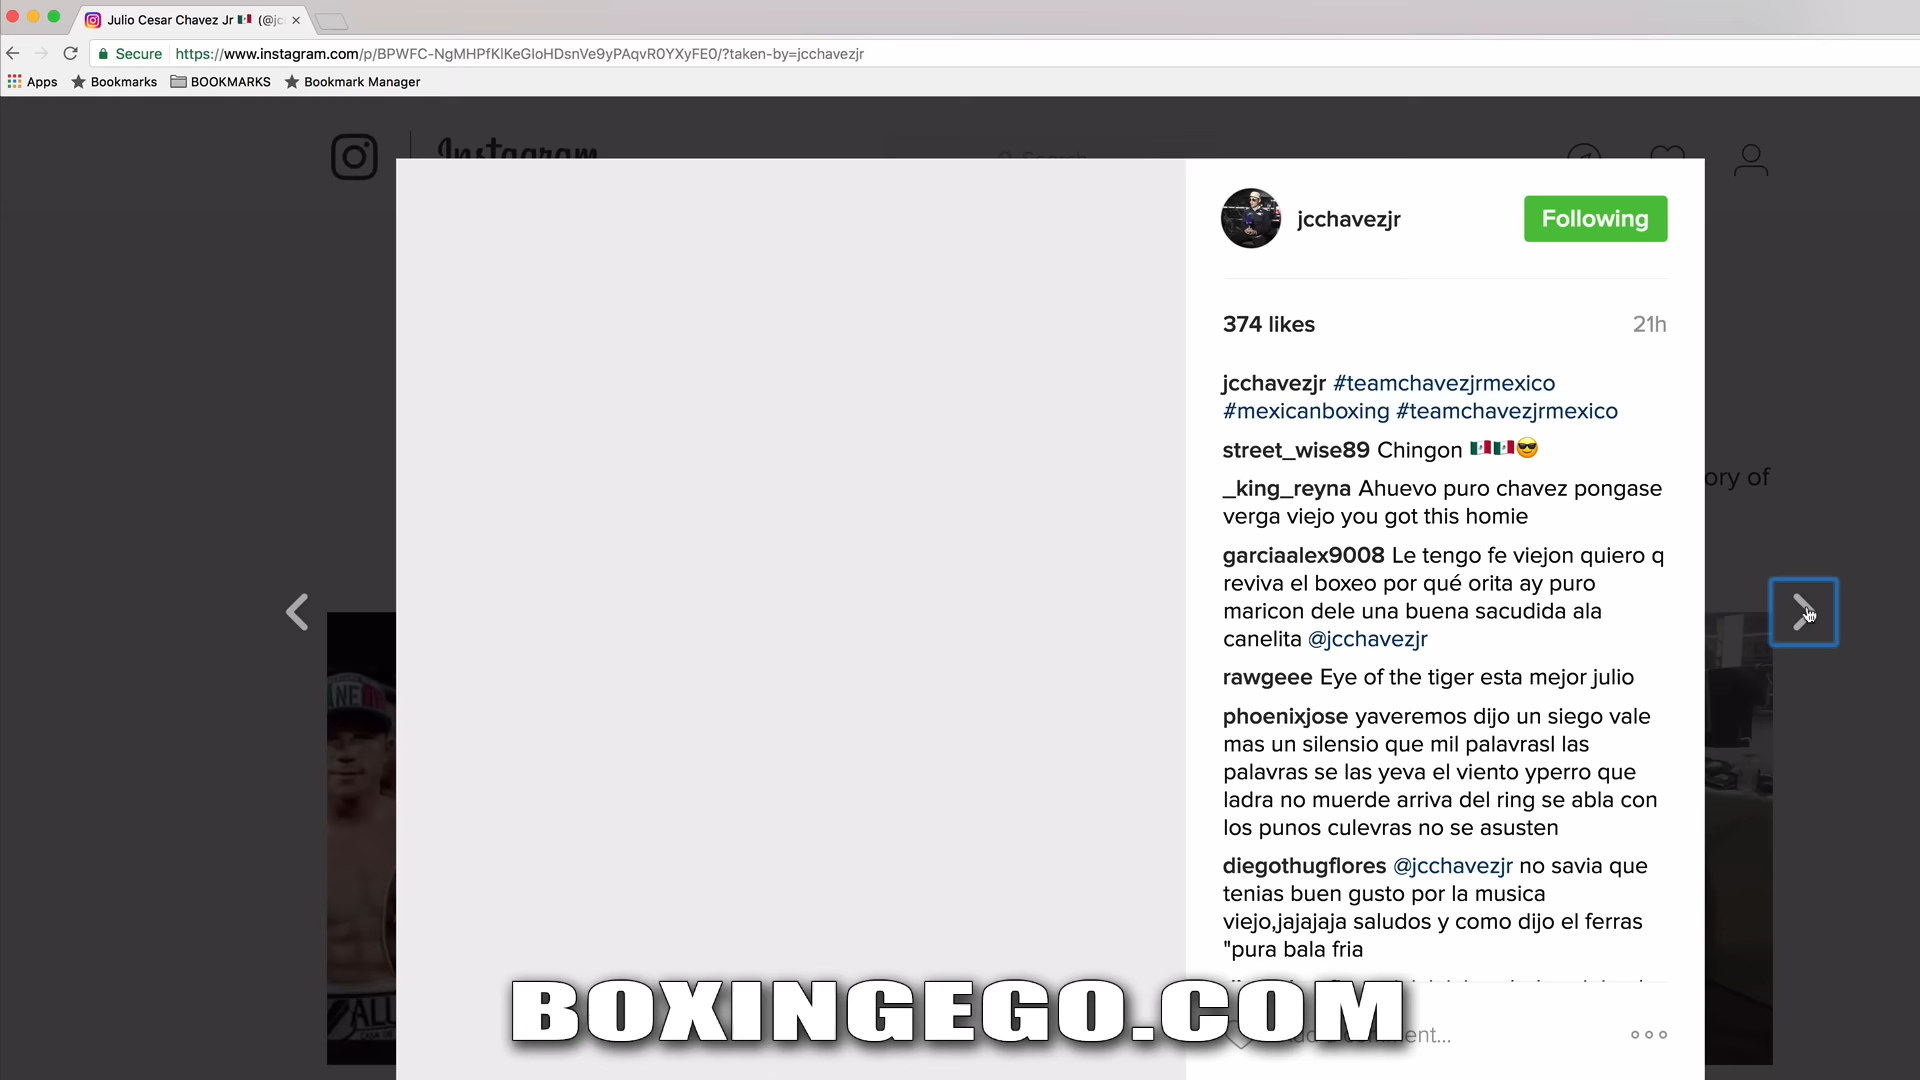 Julio Cesar Chavez Jr 🇲🇽 (@jc
Secure https://www.instagram.com/p/BPWFC-NgMHPfKlKeGloHDsnVe9yPAqvR0YXyFE0/?taken-by=jcchavezjr
Apps Bookmarks BOOKMARKS Bookmark Manager
Instagram
Search
jcchavezjr Following
374 likes 21h
jcchavezjr #teamchavezjrmexico
#mexicanboxing #teamchavezjrmexico
street_wise89 Chingon 🇲🇽🇲🇽😎
_king_reyna Ahuevo puro chavez pongase
verga viejo you got this homie
ory of
garciaalex9008 Le tengo fe viejon quiero q
reviva el boxeo por qué orita ay puro
maricon dele una buena sacudida ala
canelita @jcchavezjr
rawgeee Eye of the tiger esta mejor julio
phoenixjose yaveremos dijo un siego vale
mas un silensio que mil palavrasl las
palavras se las yeva el viento yperro que
ladra no muerde arriva del ring se abla con
los punos culevras no se asusten
diegothugflores @jcchavezjr no savia que
tenias buen gusto por la musica
viejo,jajajaja saludos y como dijo el ferras
"pura bala fria
BOXINGEGO.COM